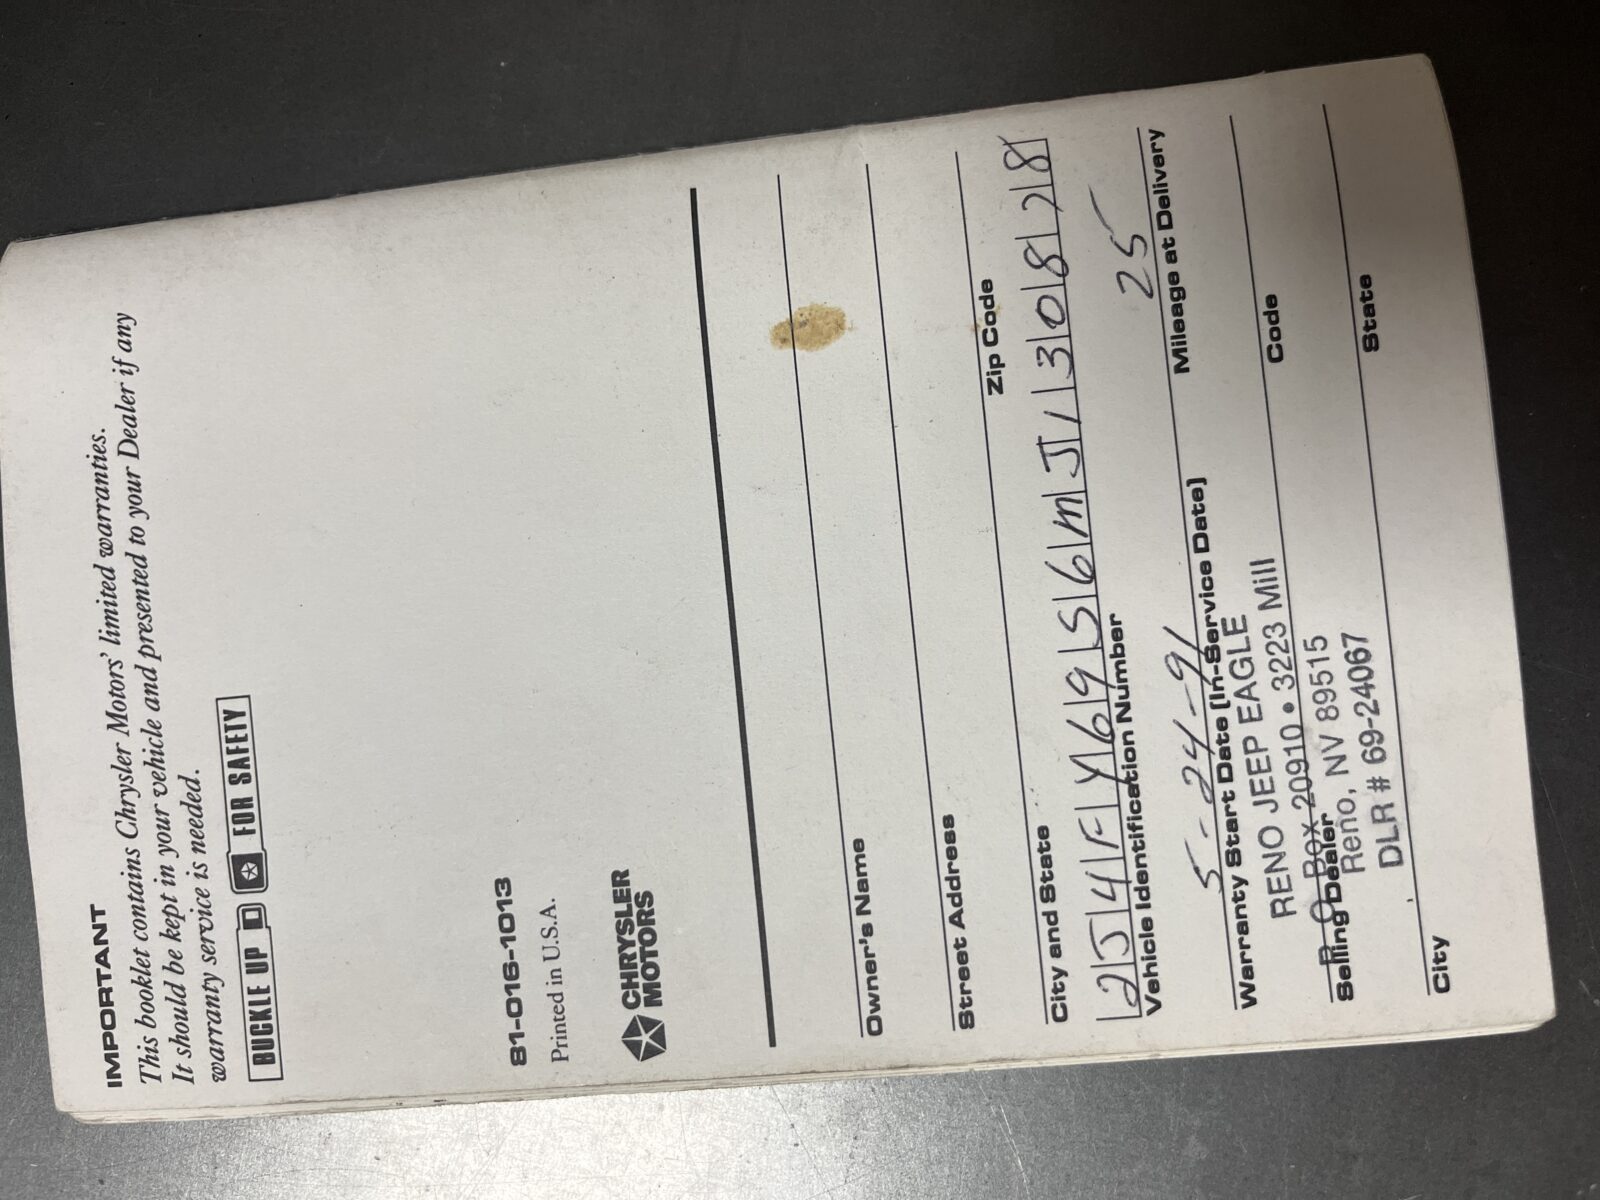 IMPORTANT
This booklet contains Chrysler Motors' limited warranties.
It should be kept in your vehicle and presented to your Dealer if any
warranty service is needed.
BUCKLE UP FOR SAFETY
81-016-1013
Printed in U.S.A.
CHRYSLER
MOTORS
Owner's Name
Street Address
City and State Zip Code
2J4FY69S6MJ130828
Vehicle Identification Number
5-24-91 25
Warranty Start Date (In-Service Date) Mileage at Delivery
RENO JEEP EAGLE
P O Box 20910 • 3223 Mill
Selling Dealer Code
Reno, NV 89515
Reno, NV 89515
DLR # 69-24067
City State